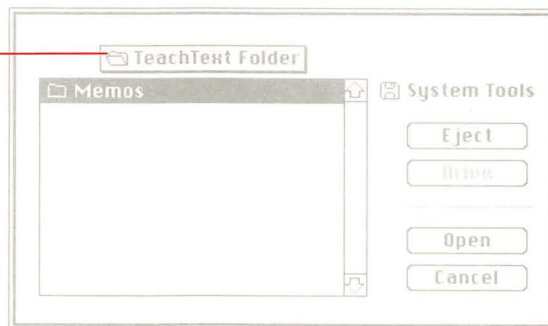 TeachText Folder
Memos
System Tools
Eject
Drive
Open
Cancel